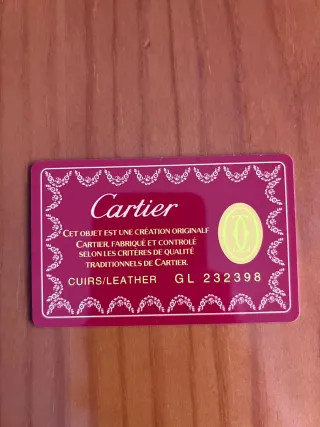 Cartier
CET OBJET EST UNE CRÉATION ORIGINALE
CARTIER, FABRIQUÉ ET CONTROLÉ
SELON LES CRITÈRES DE QUALITÉ
TRADITIONNELS DE CARTIER.
CUIRS/LEATHER GL 232398